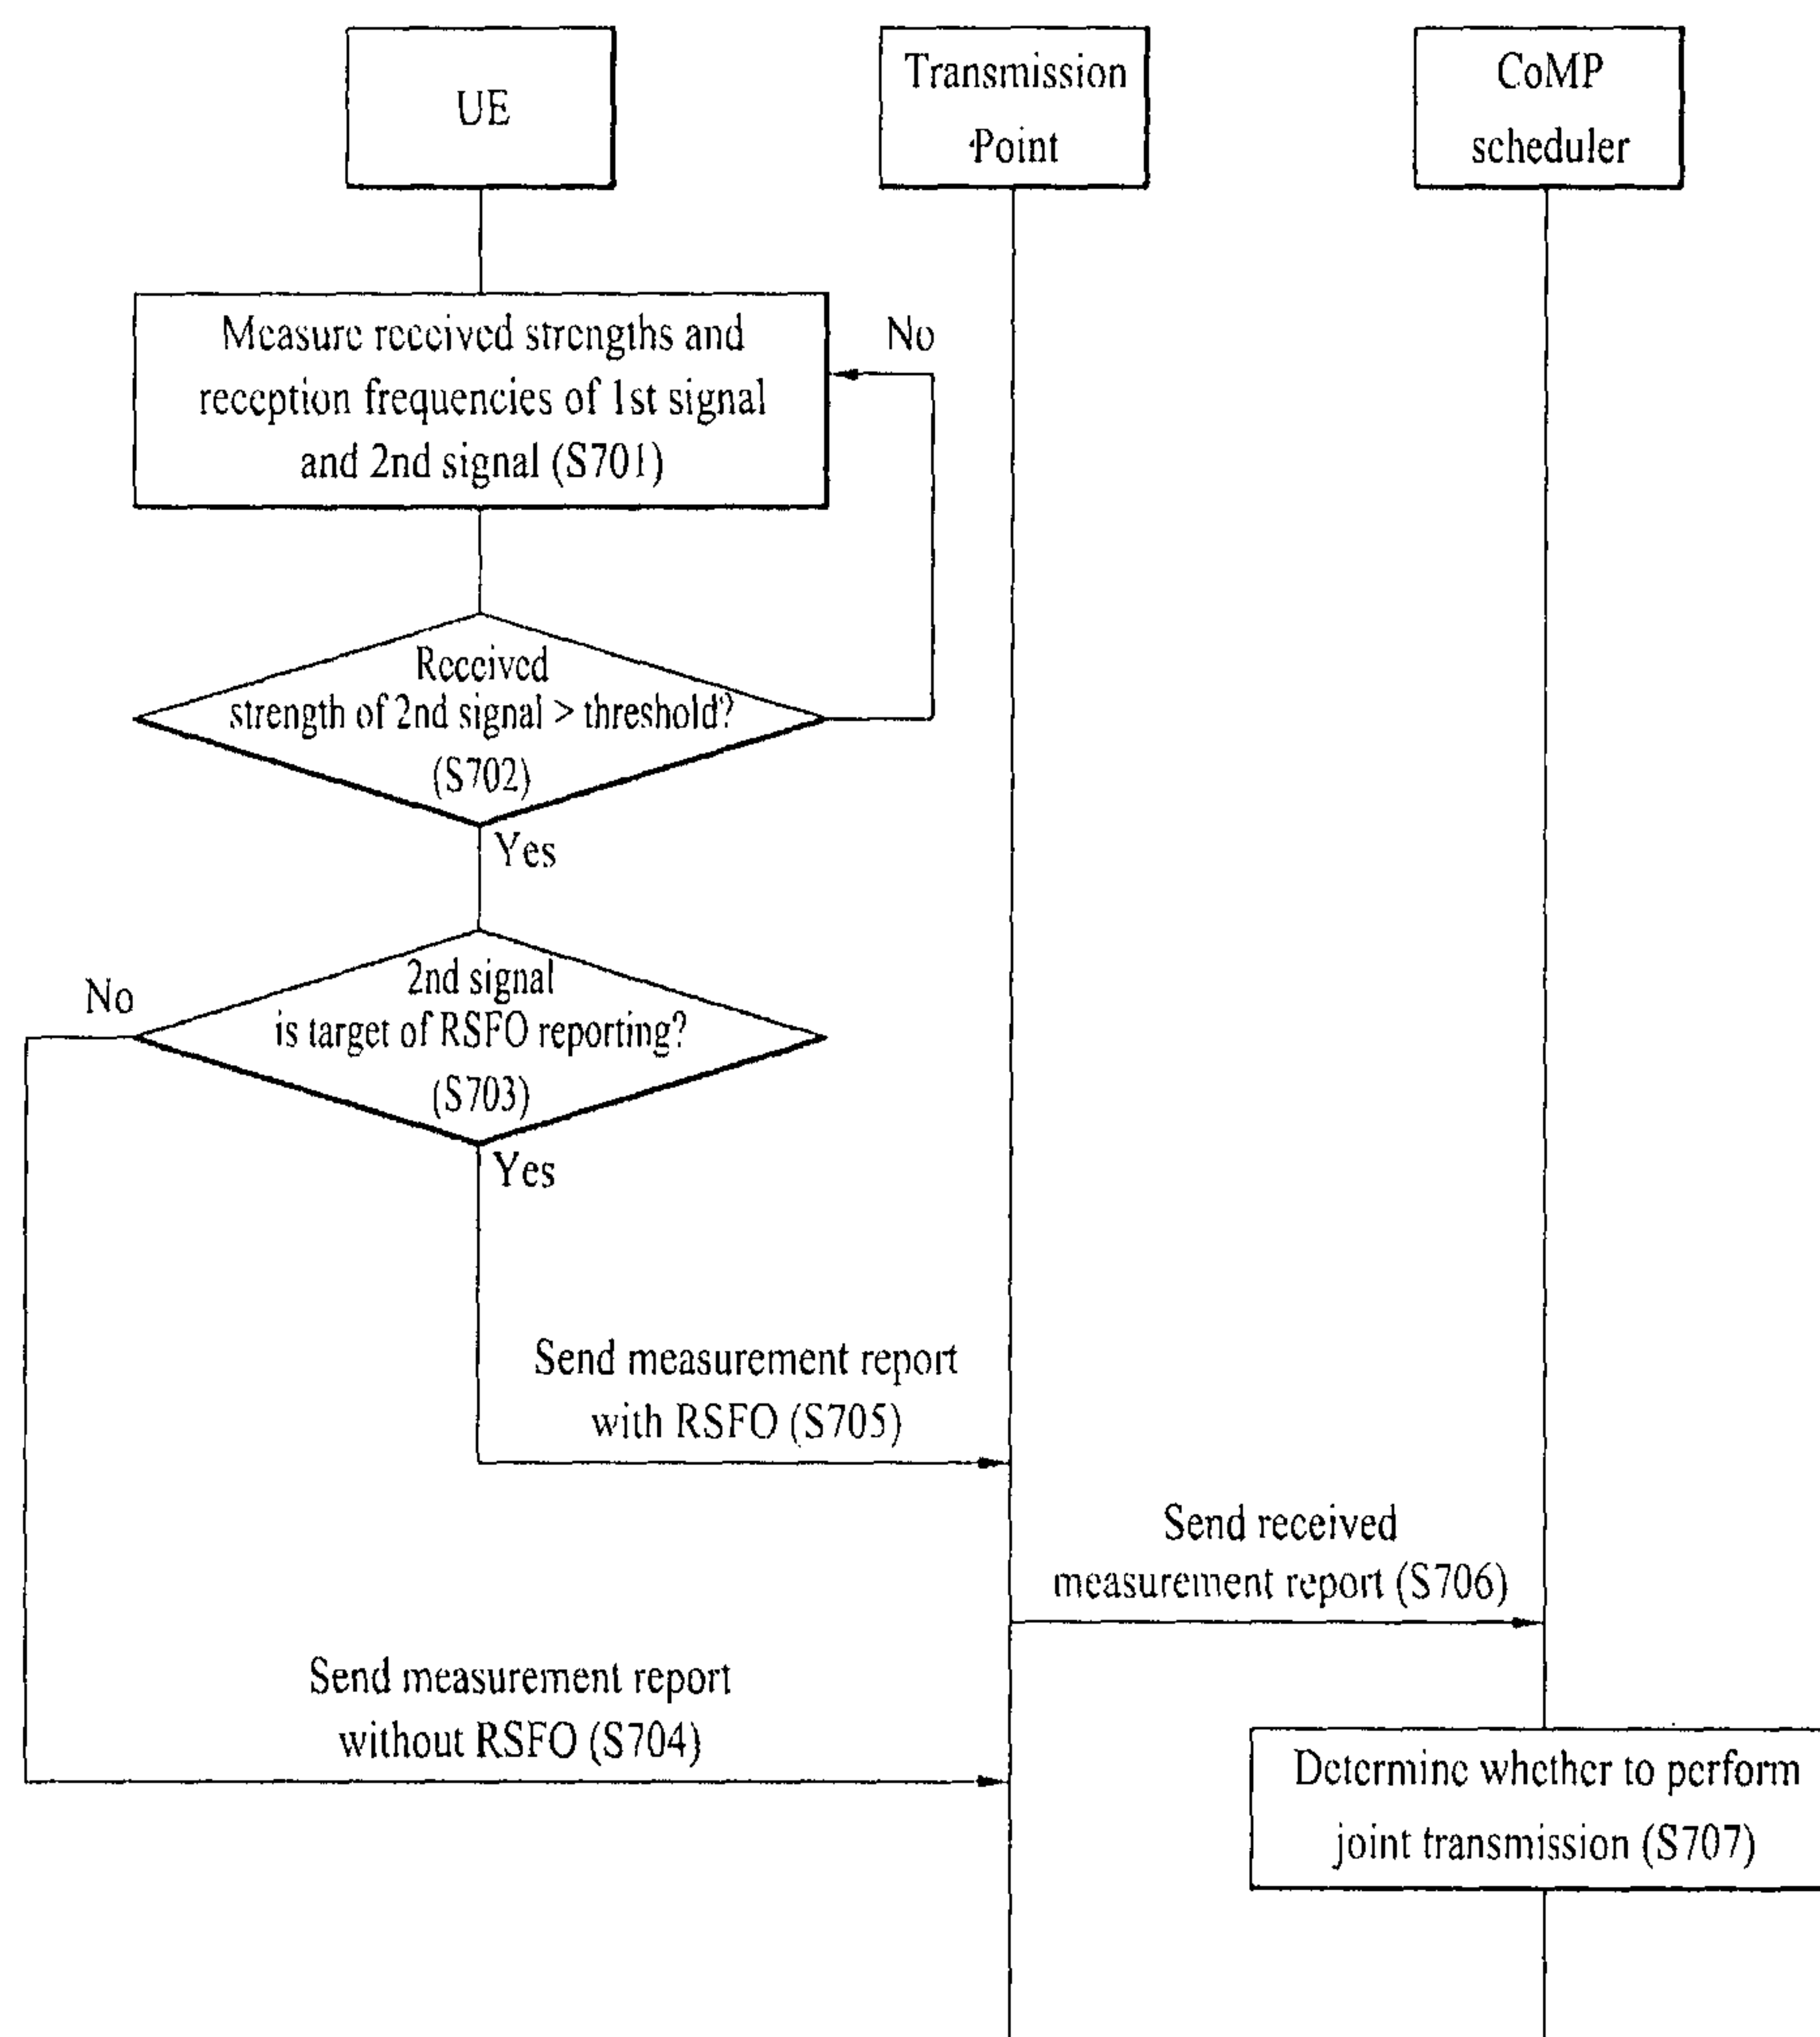 UE
Transmission
Point
CoMP
scheduler
Measure received strengths and
reception frequencies of 1st signal
and 2nd signal (S701)
No
Received
strength of 2nd signal > threshold?
(S702)
Yes
2nd signal
is target of RSFO reporting?
(S703)
No
Yes
Send measurement report
with RSFO (S705)
Send received
measurement report (S706)
Send measurement report
without RSFO (S704)
Determine whether to perform
joint transmission (S707)